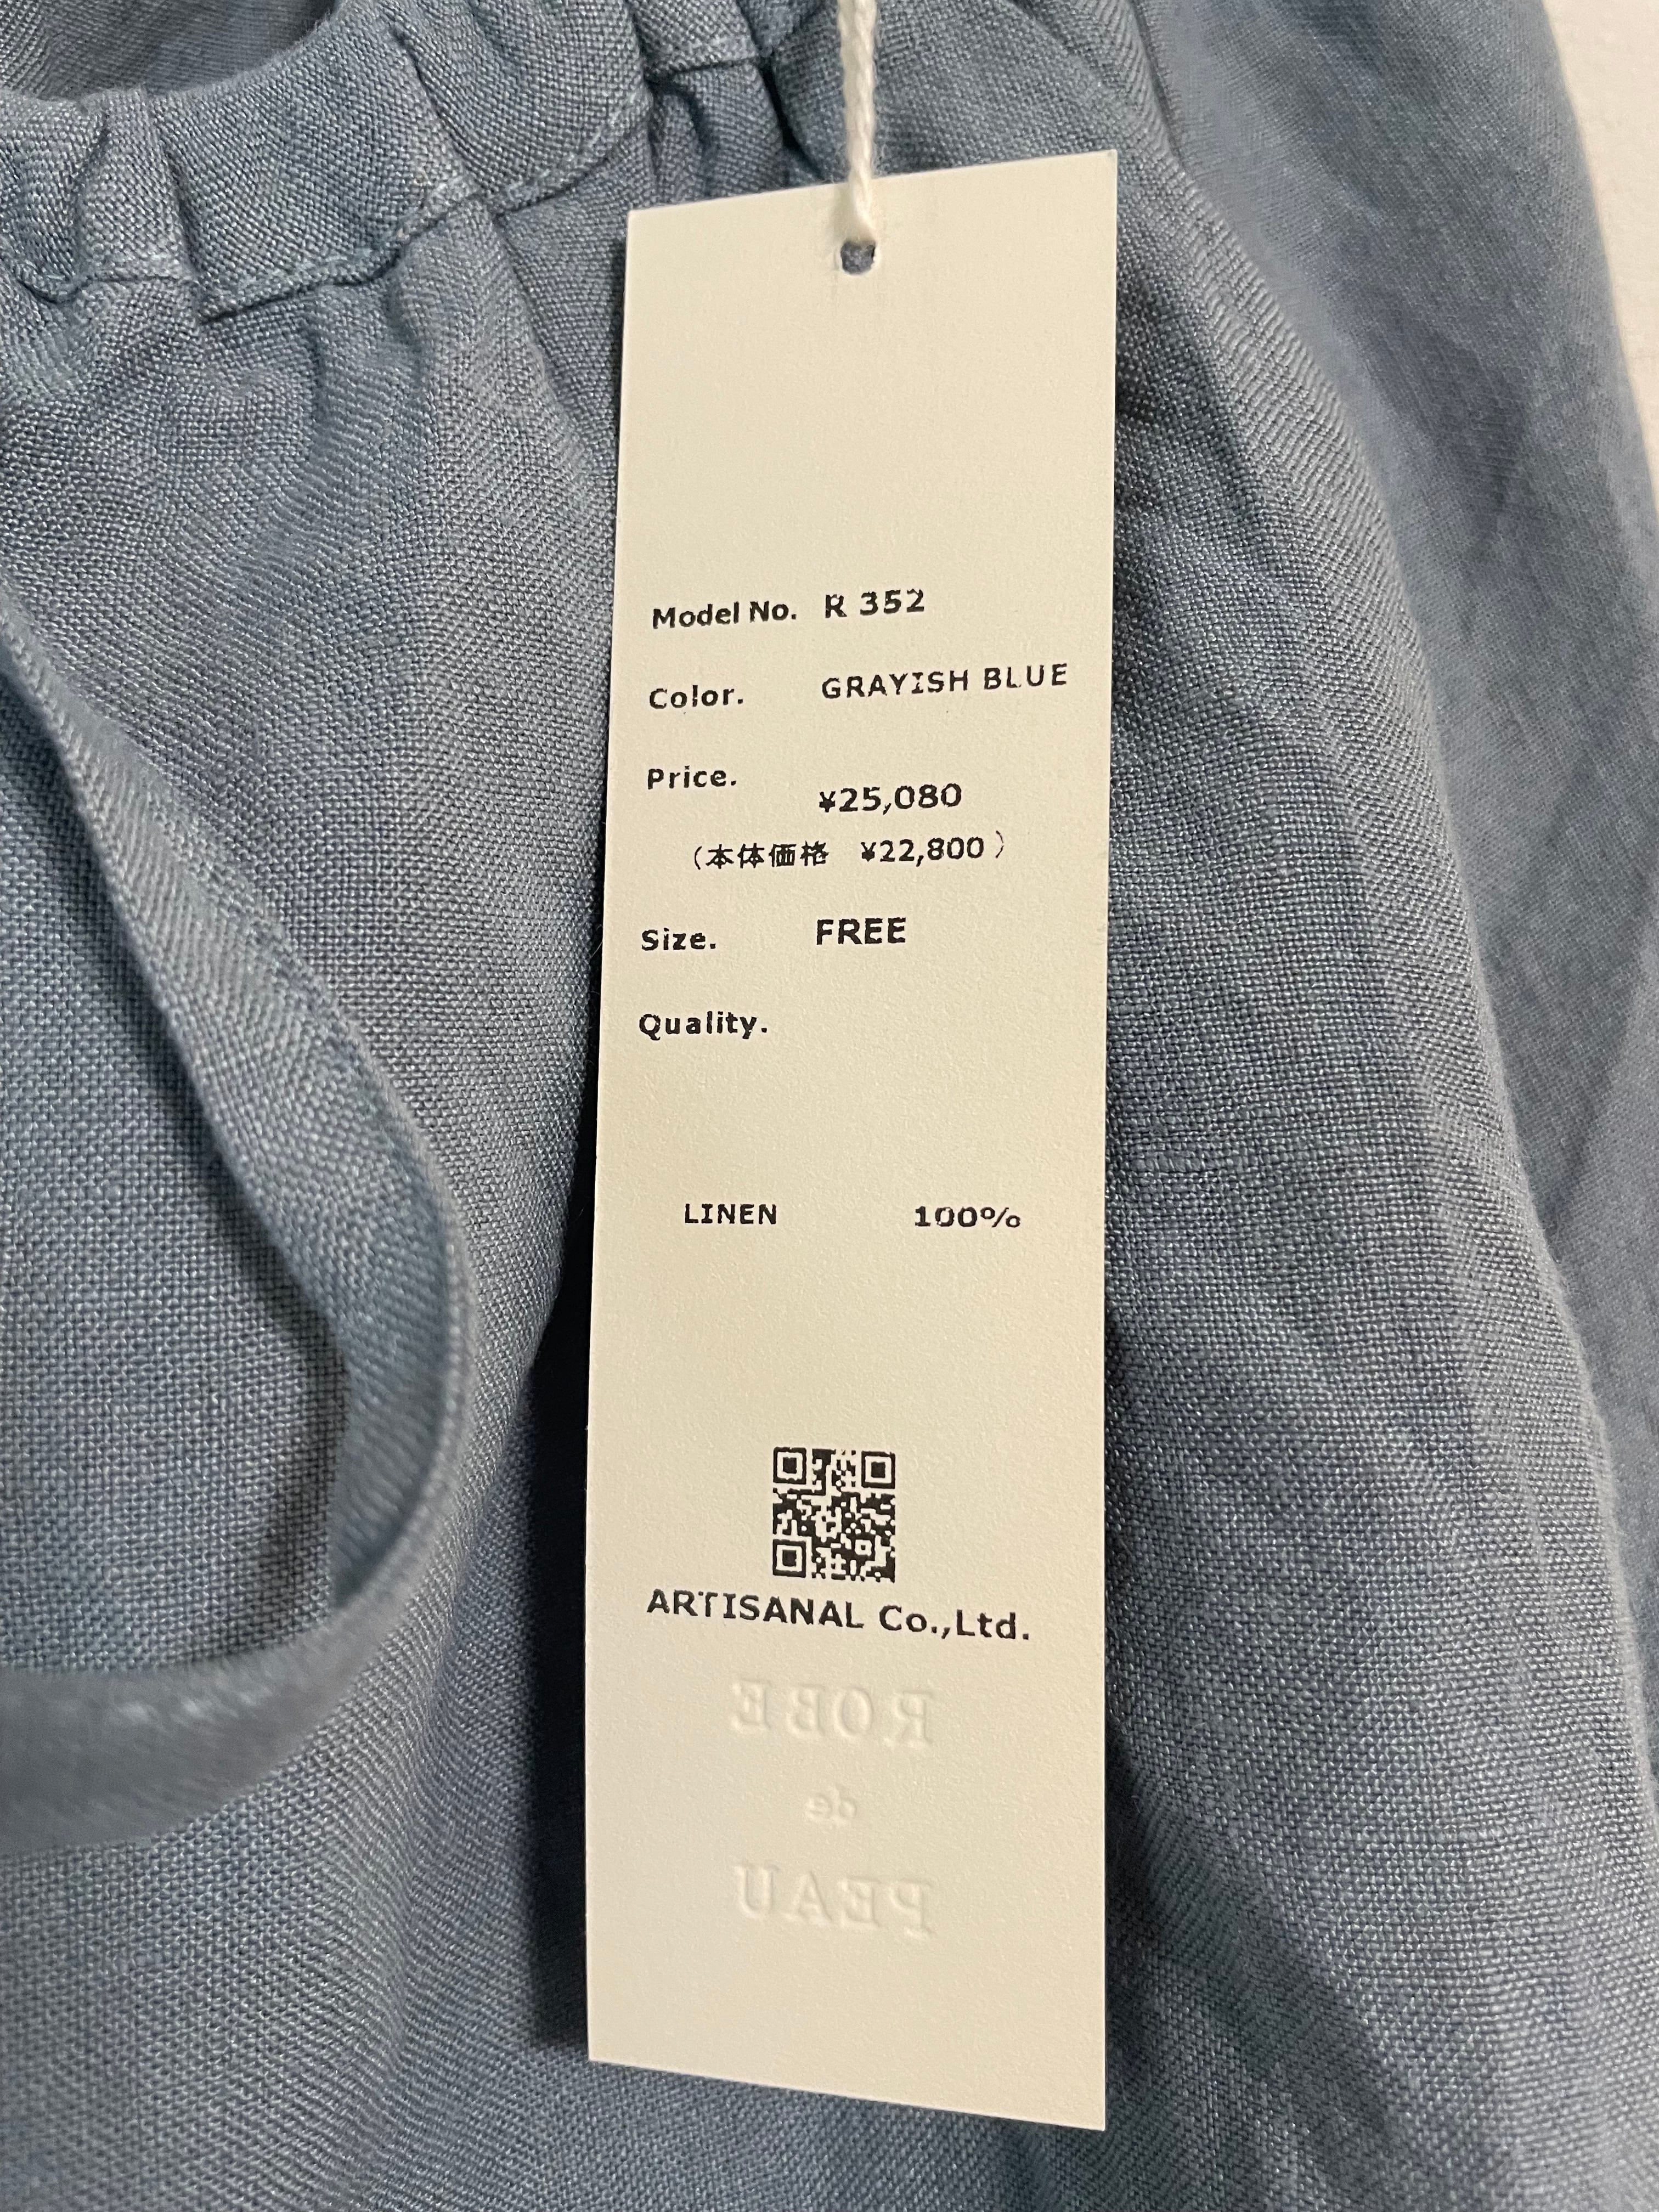 Model No. R 352
Color. GRAYISH BLUE
Price. ¥25,080
(本体価格 ¥22,800)
Size. FREE
Quality.
LINEN 100%
ARTISANAL Co.,Ltd.
ROBE
de
PEAU